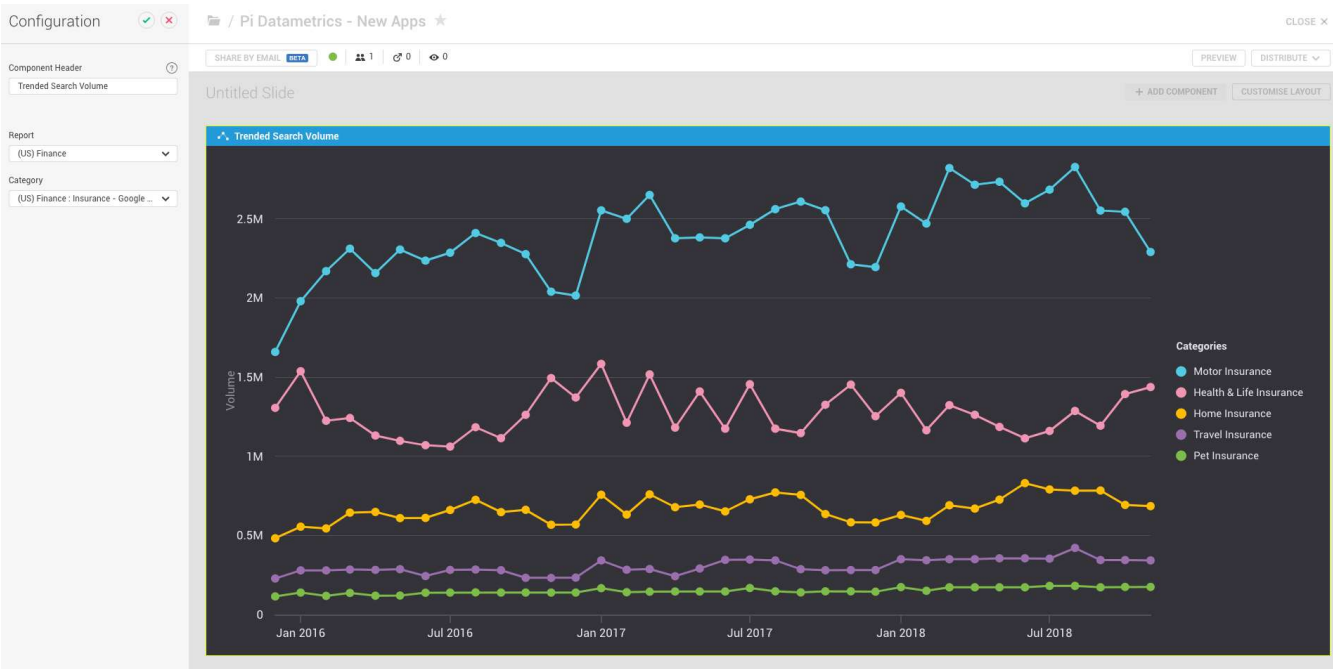 Configuration
/ Pi Datametrics - New Apps
CLOSE ×
SHARE BY EMAIL BETA
1
0
0
PREVIEW
DISTRIBUTE
Component Header
?
Trended Search Volume
Untitled Slide
+ ADD COMPONENT
CUSTOMISE LAYOUT
Report
(US) Finance
Category
(US) Finance : Insurance - Google ...
Trended Search Volume
2.5M
2M
1.5M
1M
0.5M
0
Volume
Jan 2016
Jul 2016
Jan 2017
Jul 2017
Jan 2018
Jul 2018
Categories
Motor Insurance
Health & Life Insurance
Home Insurance
Travel Insurance
Pet Insurance